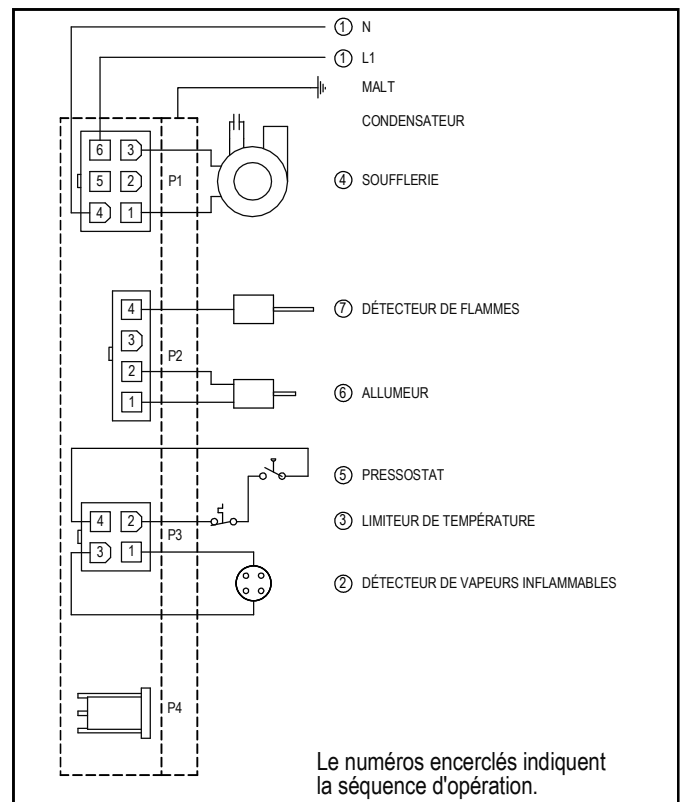 ① N
① L1
MALT
CONDENSATEUR
6 3
5 2 P1
④ SOUFFLERIE
4 1
4
⑦ DÉTECTEUR DE FLAMMES
3
P2
2
1
⑥ ALLUMEUR
⑤ PRESSOSTAT
4 2
③ LIMITEUR DE TEMPÉRATURE
P3
3 1
② DÉTECTEUR DE VAPEURS INFLAMMABLES
P4
Le numéros encerclés indiquent
la séquence d'opération.